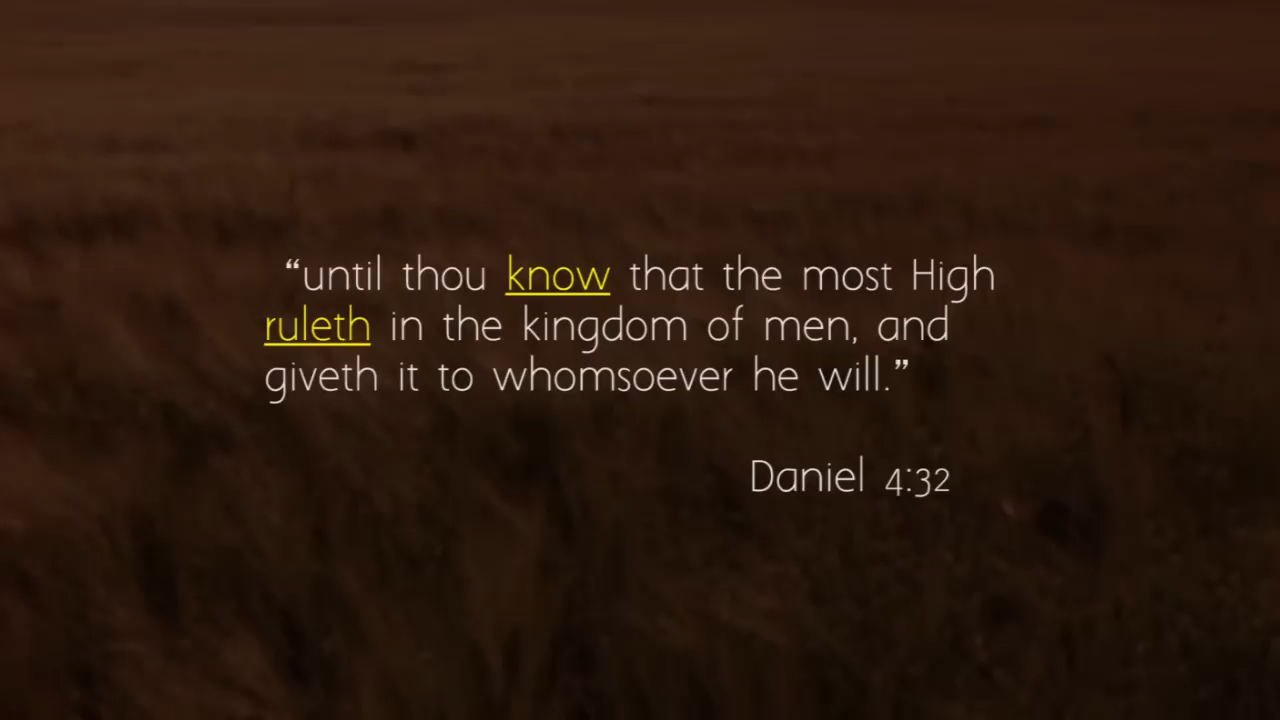 “until thou know that the most High
ruleth in the kingdom of men, and
giveth it to whomsoever he will.”
Daniel 4:32